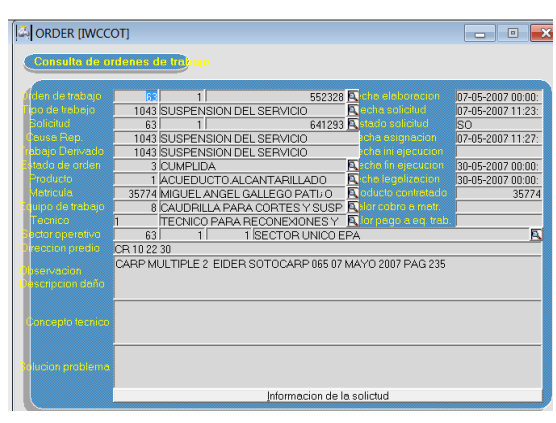 ORDER [IWCCOT]
Consulta de ordenes de trabajo
Orden de trabajo 63 1 552328 echa elaboracion 07-05-2007 00:00:
Tipo de trabajo 1043 SUSPENSION DEL SERVICIO echa solicitud 07-05-2007 11:23:
Solicitud 63 1 641293 stado solicitud SO
Causa Rep. 1043 SUSPENSION DEL SERVICIO echa asignacion 07-05-2007 11:27:
rabajo Derivado 1043 SUSPENSION DEL SERVICIO echa ini ejecucion
Estado de orden 3 CUMPLIDA echa fin ejecucion 30-05-2007 00:00:
Producto 1 ACUEDUCTO.ALCANTARILLADO echa legalizacion 30-05-2007 00:00:
Matricula 35774 MIGUEL ANGEL GALLEGO PATI¿O oducto contratado 35774
quipo de trabajo 8 CAUDRILLA PARA CORTES Y SUSP alor cobro a matr.
Tecnico 1 TECNICO PARA RECONEXIONES Y lor pago a eq. trab.
Sector operativo 63 1 1 SECTOR UNICO EPA
Direccion predio CR 10 22 30
Observacion CARP MULTIPLE 2 EIDER SOTOCARP 065 07 MAYO 2007 PAG 235
Descripcion daño
Concepto tecnico
Solucion problema
Informacion de la solictud